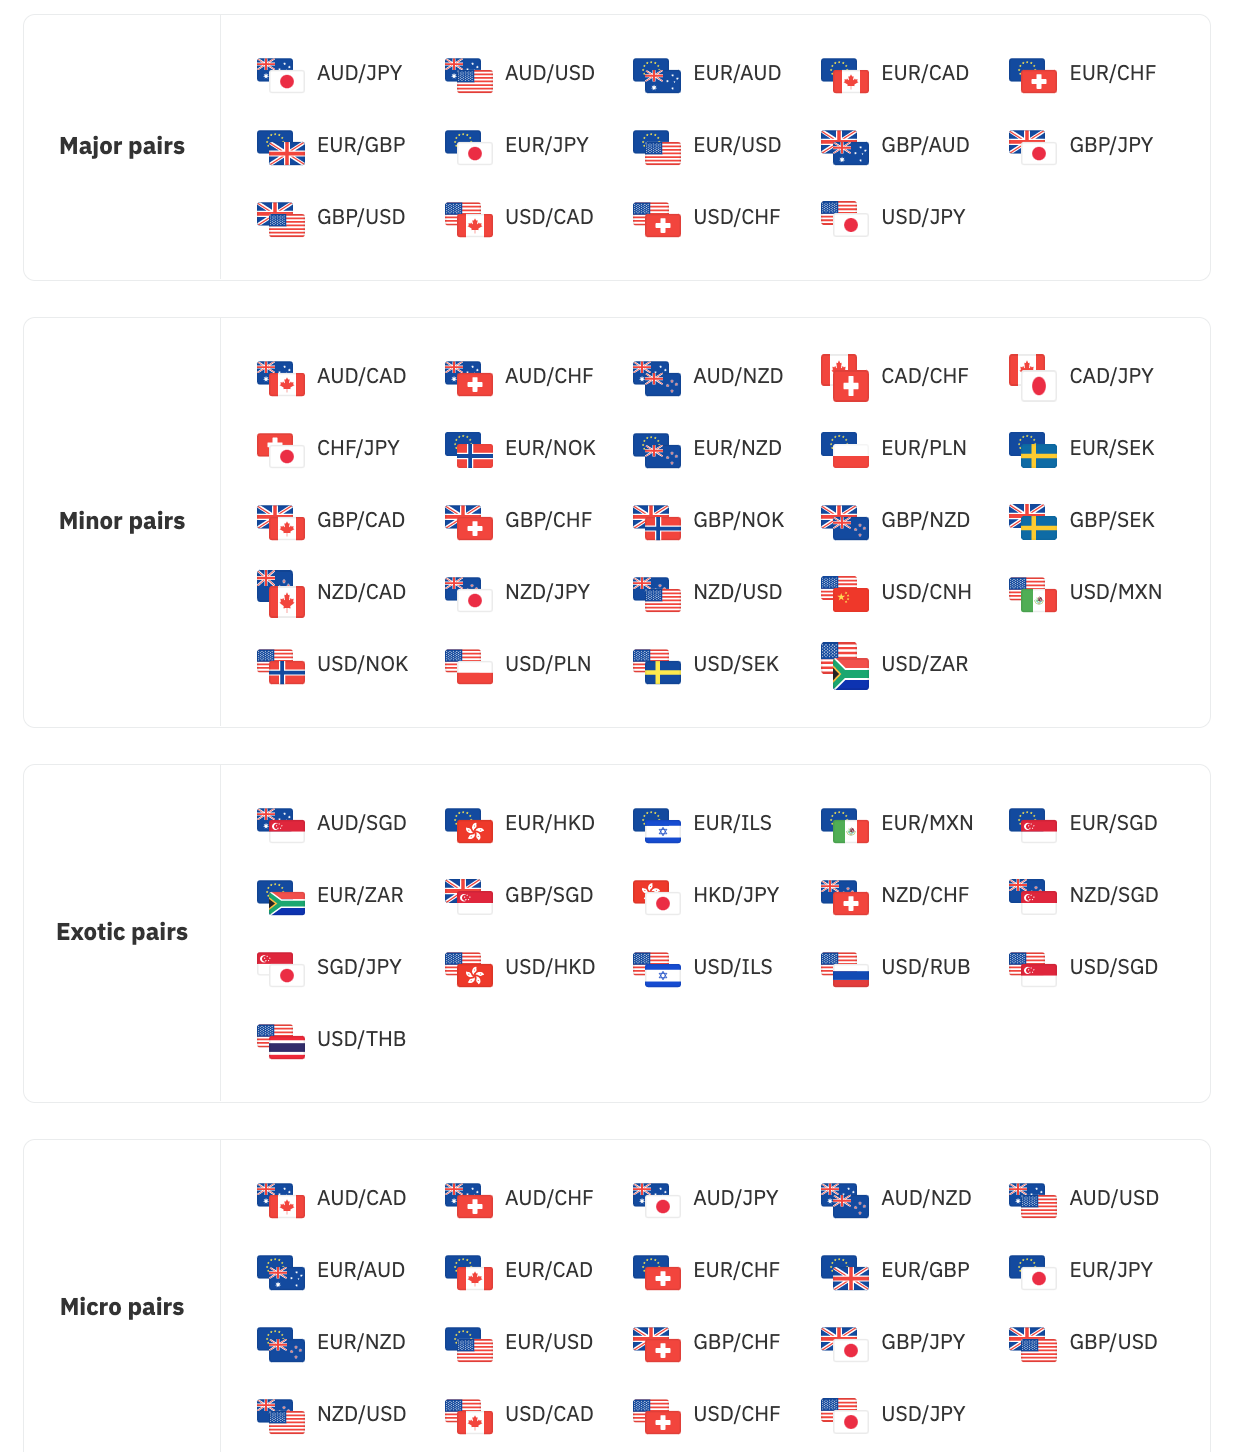 Major pairs
AUD/JPY AUD/USD EUR/AUD EUR/CAD EUR/CHF
EUR/GBP EUR/JPY EUR/USD GBP/AUD GBP/JPY
GBP/USD USD/CAD USD/CHF USD/JPY
Minor pairs
AUD/CAD AUD/CHF AUD/NZD CAD/CHF CAD/JPY
CHF/JPY EUR/NOK EUR/NZD EUR/PLN EUR/SEK
GBP/CAD GBP/CHF GBP/NOK GBP/NZD GBP/SEK
NZD/CAD NZD/JPY NZD/USD USD/CNH USD/MXN
USD/NOK USD/PLN USD/SEK USD/ZAR
Exotic pairs
AUD/SGD EUR/HKD EUR/ILS EUR/MXN EUR/SGD
EUR/ZAR GBP/SGD HKD/JPY NZD/CHF NZD/SGD
SGD/JPY USD/HKD USD/ILS USD/RUB USD/SGD
USD/THB
Micro pairs
AUD/CAD AUD/CHF AUD/JPY AUD/NZD AUD/USD
EUR/AUD EUR/CAD EUR/CHF EUR/GBP EUR/JPY
EUR/NZD EUR/USD GBP/CHF GBP/JPY GBP/USD
NZD/USD USD/CAD USD/CHF USD/JPY